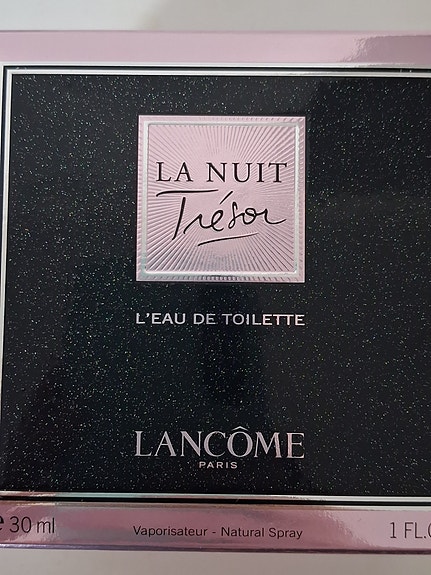 LA NUIT
Trésor
L'EAU DE TOILETTE
LANCÔME
PARIS
e 30 ml
Vaporisateur - Natural Spray
1 FL.